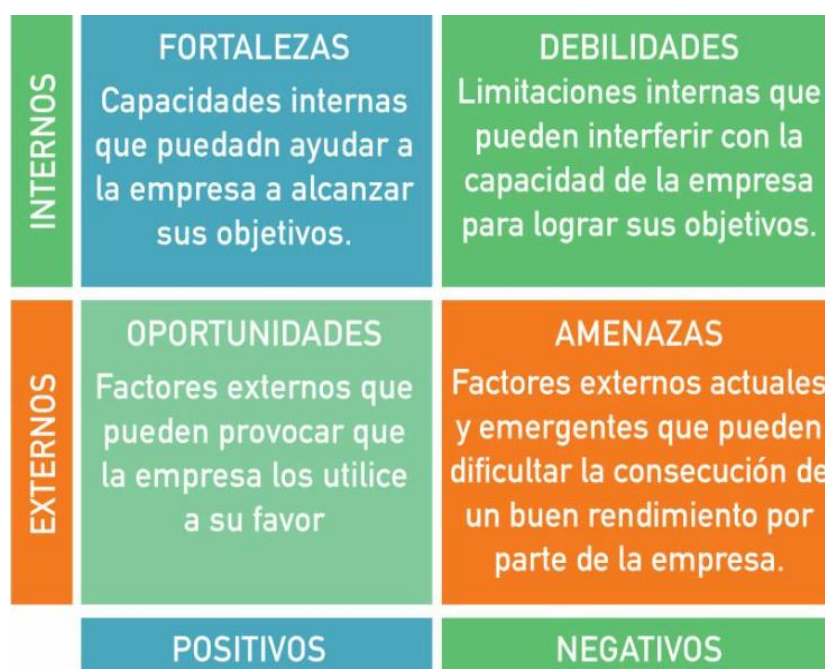 INTERNOS
FORTALEZAS
Capacidades internas
que puedadn ayudar a
la empresa a alcanzar
sus objetivos.
DEBILIDADES
Limitaciones internas que
pueden interferir con la
capacidad de la empresa
para lograr sus objetivos.
EXTERNOS
OPORTUNIDADES
Factores externos que
pueden provocar que
la empresa los utilice
a su favor
AMENAZAS
Factores externos actuales
y emergentes que pueden
dificultar la consecución de
un buen rendimiento por
parte de la empresa.
POSITIVOS
NEGATIVOS